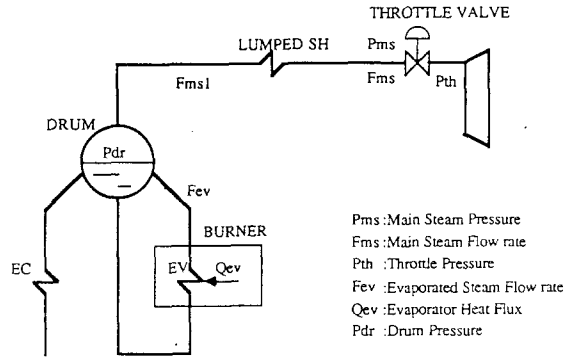 THROTTLE VALVE
LUMPED SH
Pms
Fms1
Fms
Pth
DRUM
Pdr
Fev
BURNER
EC
EV
Qev
Pms :Main Steam Pressure
Fms :Main Steam Flow rate
Pth :Throttle Pressure
Fev :Evaporated Steam Flow rate
Qev :Evaporator Heat Flux
Pdr :Drum Pressure